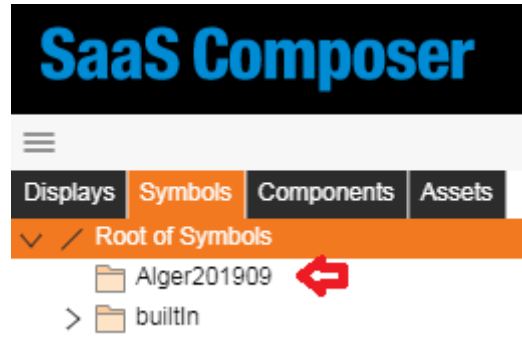 SaaS Composer
Displays Symbols Components Assets
Root of Symbols
Alger201909
builtIn